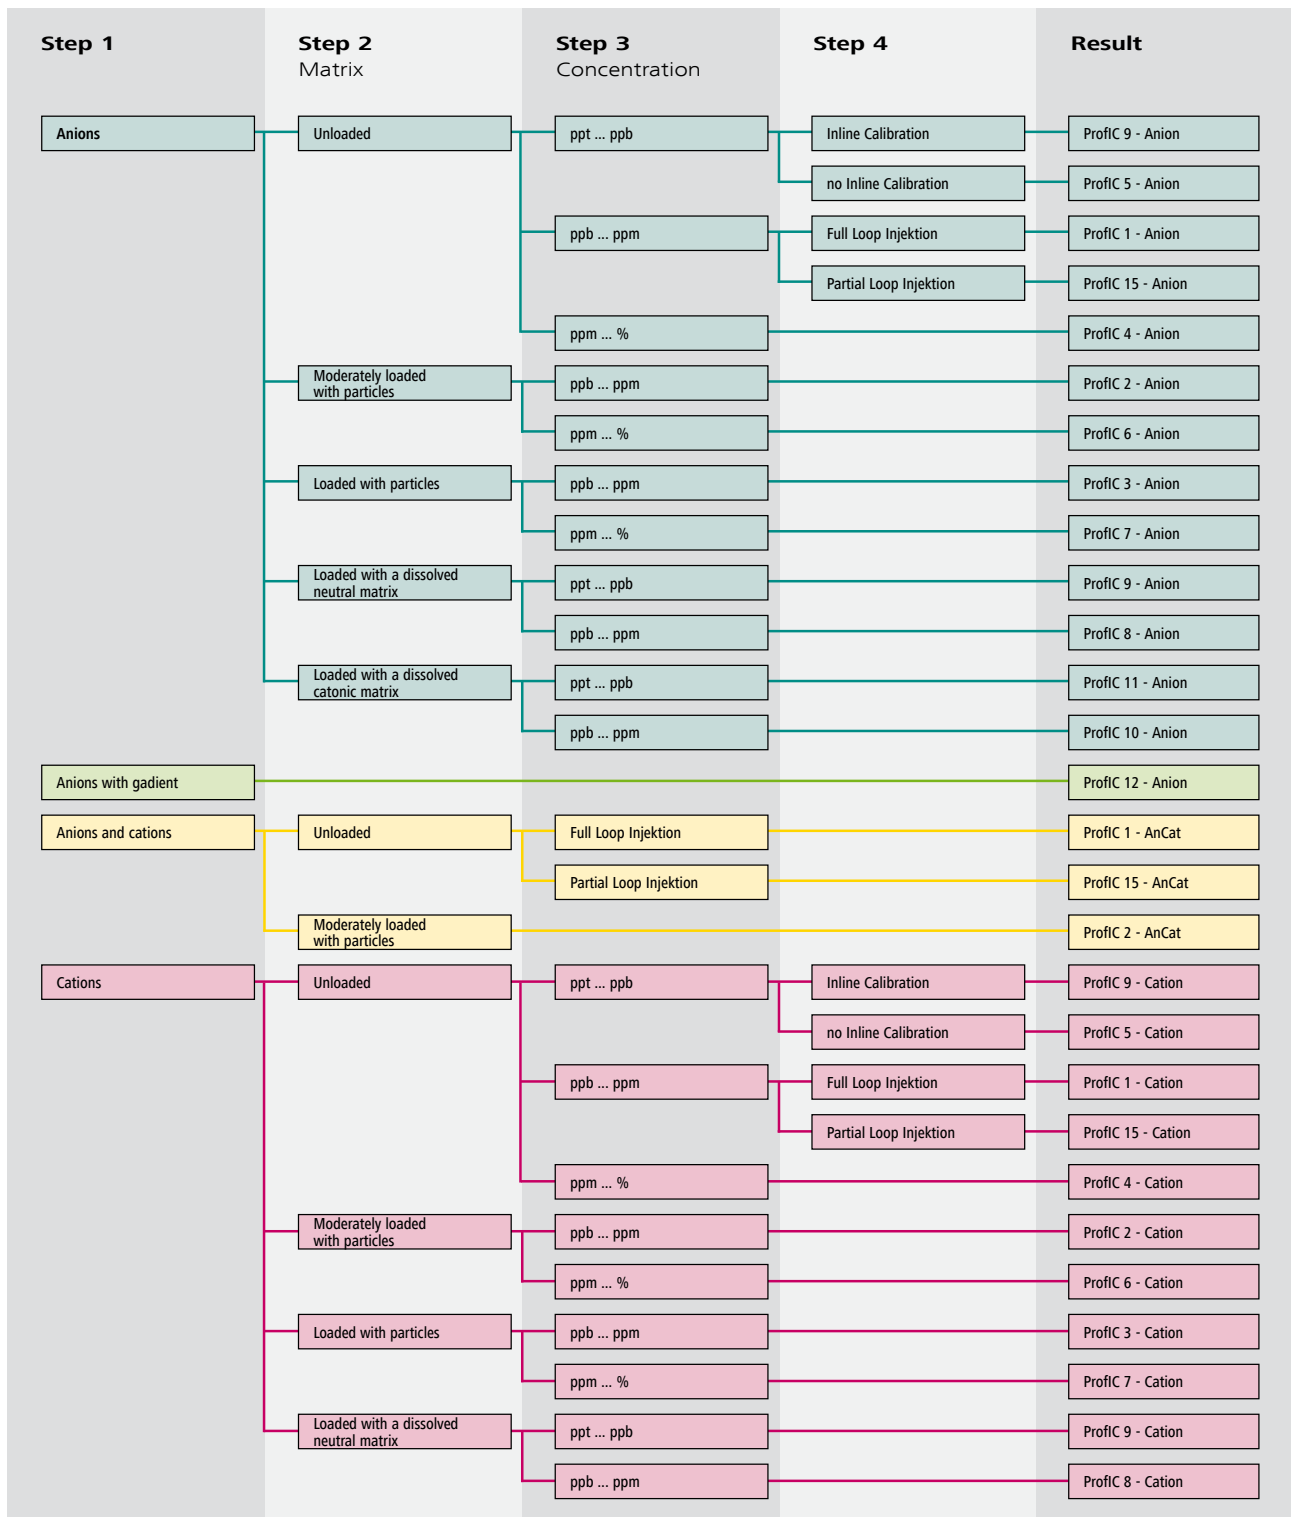 Step 1
Step 2
Matrix
Step 3
Concentration
Step 4
Result
Anions
Unloaded
ppt ... ppb
Inline Calibration
ProfIC 9 - Anion
no Inline Calibration
ProfIC 5 - Anion
ppb ... ppm
Full Loop Injektion
ProfIC 1 - Anion
Partial Loop Injektion
ProfIC 15 - Anion
ppm ... %
ProfIC 4 - Anion
Moderately loaded
with particles
ppb ... ppm
ProfIC 2 - Anion
ppm ... %
ProfIC 6 - Anion
Loaded with particles
ppb ... ppm
ProfIC 3 - Anion
ppm ... %
ProfIC 7 - Anion
Loaded with a dissolved
neutral matrix
ppt ... ppb
ProfIC 9 - Anion
ppb ... ppm
ProfIC 8 - Anion
Loaded with a dissolved
catonic matrix
ppt ... ppb
ProfIC 11 - Anion
ppb ... ppm
ProfIC 10 - Anion
Anions with gadient
ProfIC 12 - Anion
Anions and cations
Unloaded
Full Loop Injektion
ProfIC 1 - AnCat
Partial Loop Injektion
ProfIC 15 - AnCat
Moderately loaded
with particles
ProfIC 2 - AnCat
Cations
Unloaded
ppt ... ppb
Inline Calibration
ProfIC 9 - Cation
no Inline Calibration
ProfIC 5 - Cation
ppb ... ppm
Full Loop Injektion
ProfIC 1 - Cation
Partial Loop Injektion
ProfIC 15 - Cation
ppm ... %
ProfIC 4 - Cation
Moderately loaded
with particles
ppb ... ppm
ProfIC 2 - Cation
ppm ... %
ProfIC 6 - Cation
Loaded with particles
ppb ... ppm
ProfIC 3 - Cation
ppm ... %
ProfIC 7 - Cation
Loaded with a dissolved
neutral matrix
ppt ... ppb
ProfIC 9 - Cation
ppb ... ppm
ProfIC 8 - Cation